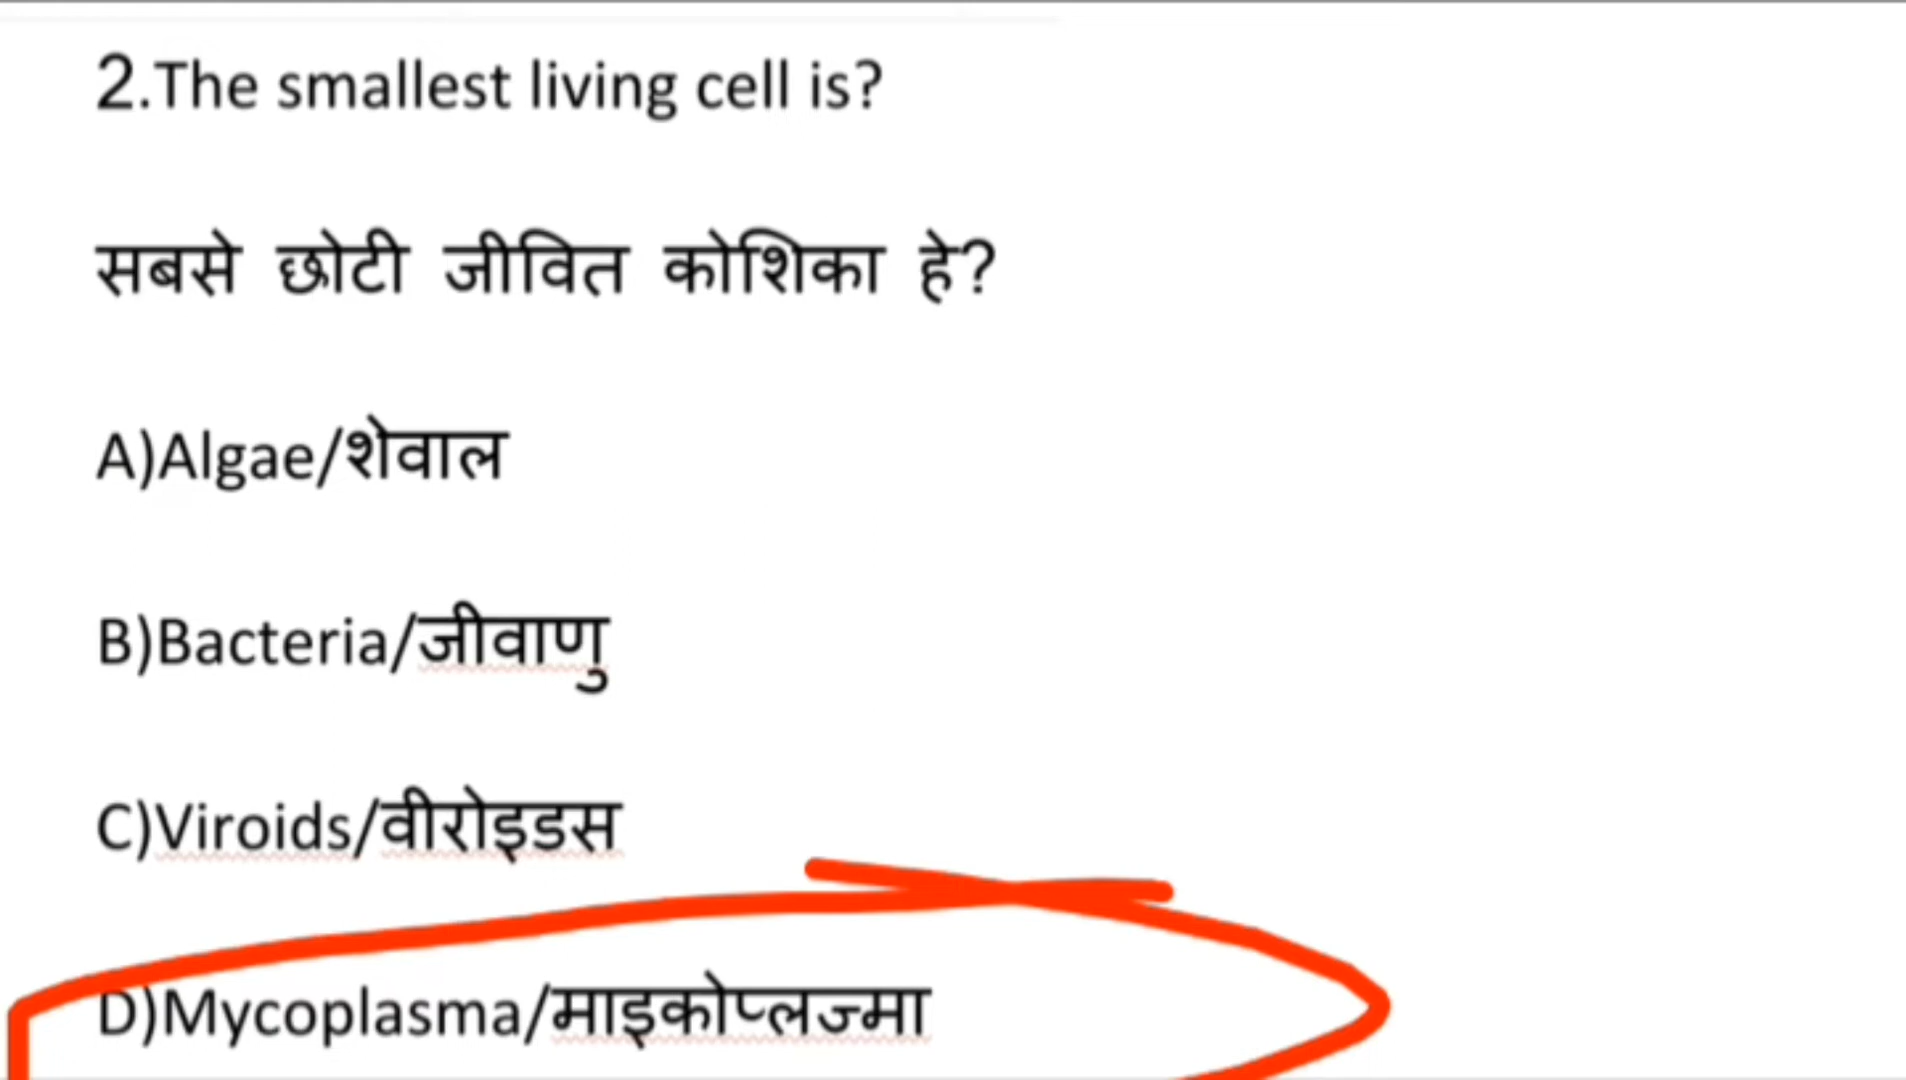 2.The smallest living cell is?
सबसे छोटी जीवित कोशिका हे?
A)Algae/शेवाल
B)Bacteria/जीवाणु
C)Viroids/वीरोइडस
D)Mycoplasma/माइकोप्लज्मा